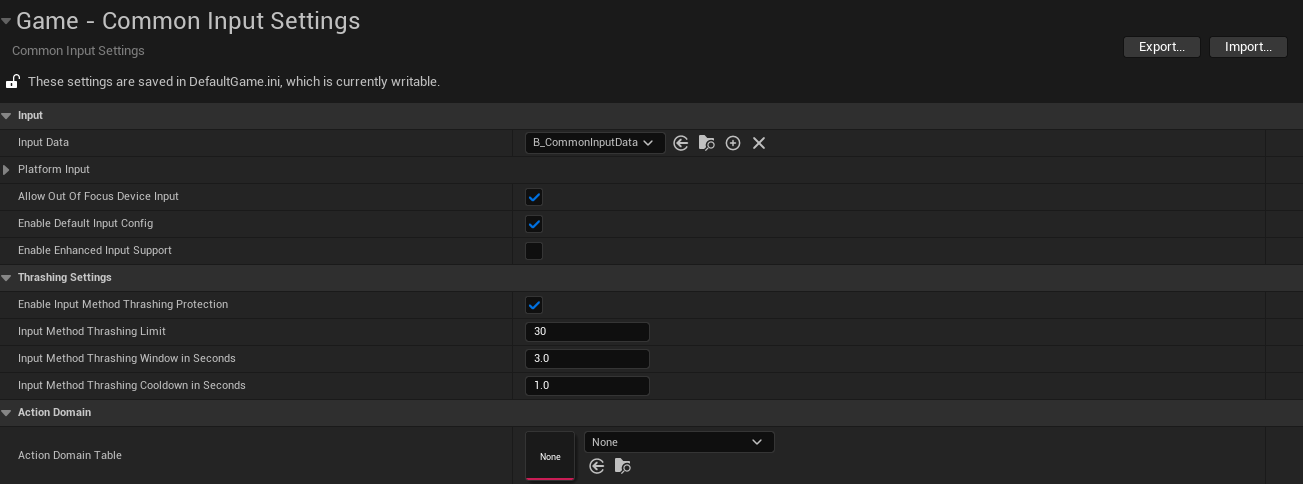 Game - Common Input Settings
Common Input Settings
Export...
Import...
These settings are saved in DefaultGame.ini, which is currently writable.
Input
Input Data
B_CommonInputData
Platform Input
Allow Out Of Focus Device Input
Enable Default Input Config
Enable Enhanced Input Support
Thrashing Settings
Enable Input Method Thrashing Protection
Input Method Thrashing Limit
30
Input Method Thrashing Window in Seconds
3.0
Input Method Thrashing Cooldown in Seconds
1.0
Action Domain
Action Domain Table
None
None